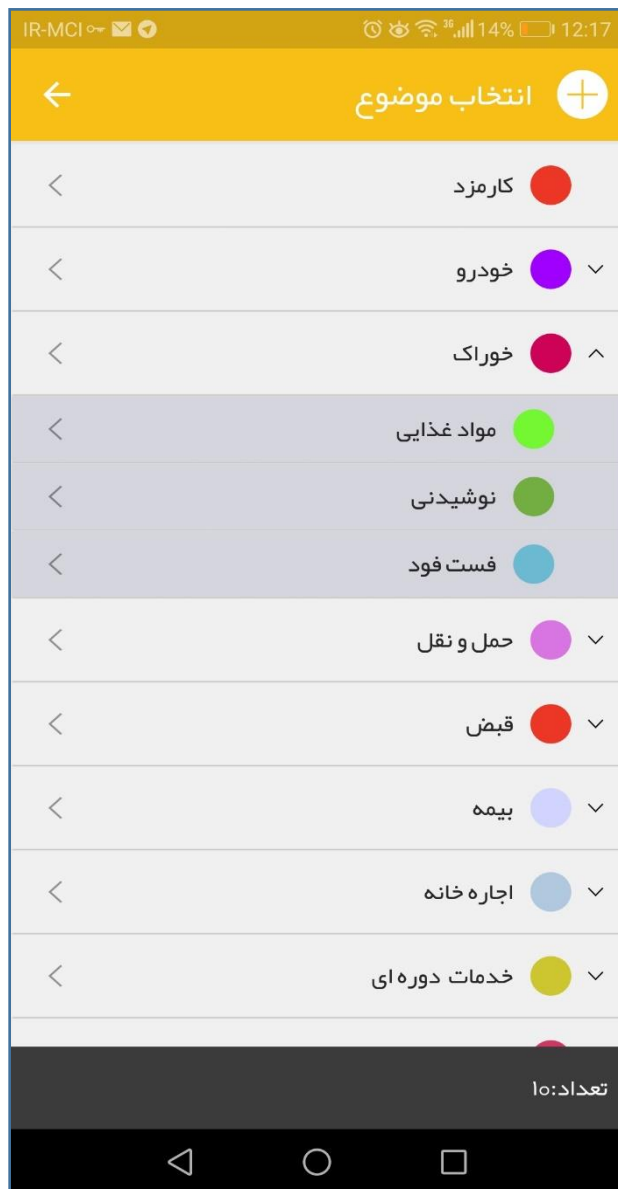 IR-MCI 3G 14% 12:17
انتخاب موضوع
کارمزد
خودرو
خوراک
مواد غذایی
نوشیدنی
فست فود
حمل و نقل
قبض
بیمه
اجاره خانه
خدمات دوره ای
تعداد:۱۰